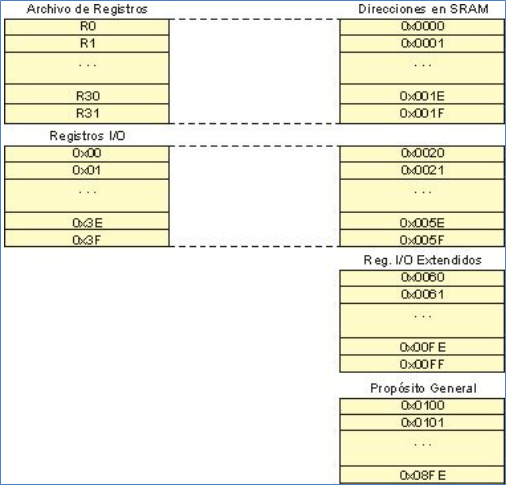 Archivo de Registros Direcciones en SRAM
R0 0x0000
R1 0x0001
... ...
R30 0x001E
R31 0x001F
Registros I/O
0x00 0x0020
0x01 0x0021
... ...
0x3E 0x005E
0x3F 0x005F
Reg. I/O Extendidos
0x0060
0x0061
...
0x00FE
0x00FF
Propósito General
0x0100
0x0101
...
0x08FE